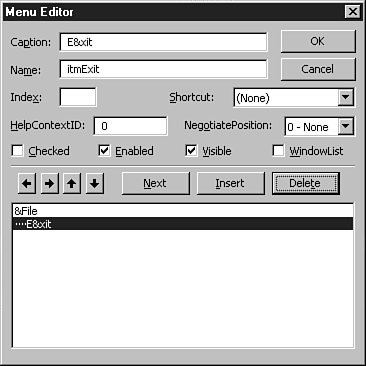 Menu Editor
Caption: E&xit OK
Name: itmExit Cancel
Index: Shortcut: (None)
HelpContextID: 0 NegotiatePosition: 0 - None
Checked Enabled Visible WindowList
Next Insert Delete
&File
····E&xit